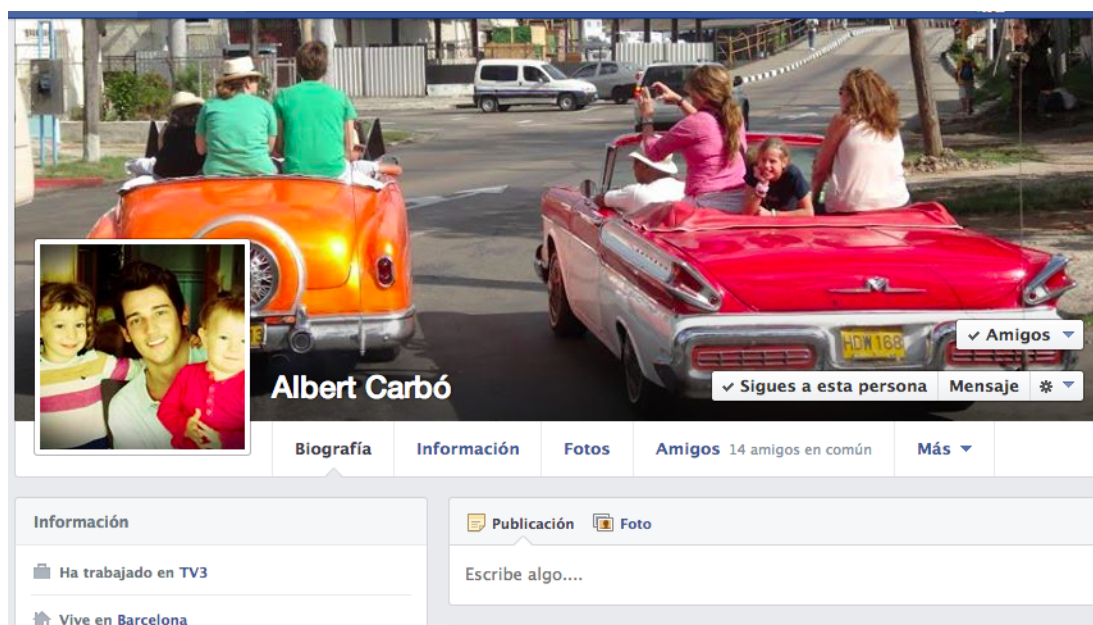 HDW 168
✓ Amigos
Albert Carbó
✓ Sigues a esta persona Mensaje
Biografía Información Fotos Amigos 14 amigos en común Más
Información
Publicación Foto
Ha trabajado en TV3
Escribe algo....
Vive en Barcelona